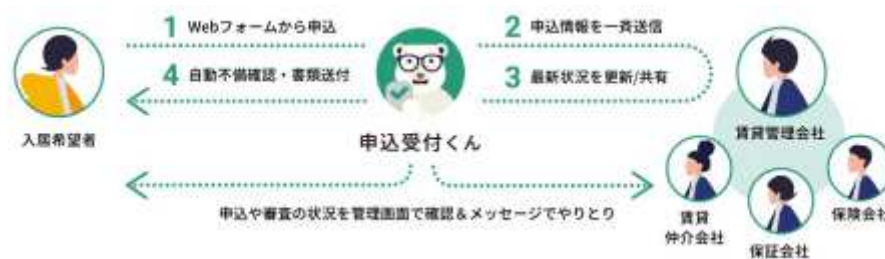 1 Webフォームから申込
2 申込情報を一斉送信
4 自動不備確認・書類送付
3 最新状況を更新/共有
入居希望者
申込受付くん
賃貸管理会社
申込や審査の状況を管理画面で確認&メッセージでやりとり
賃貸
仲介会社
保証会社
保険会社